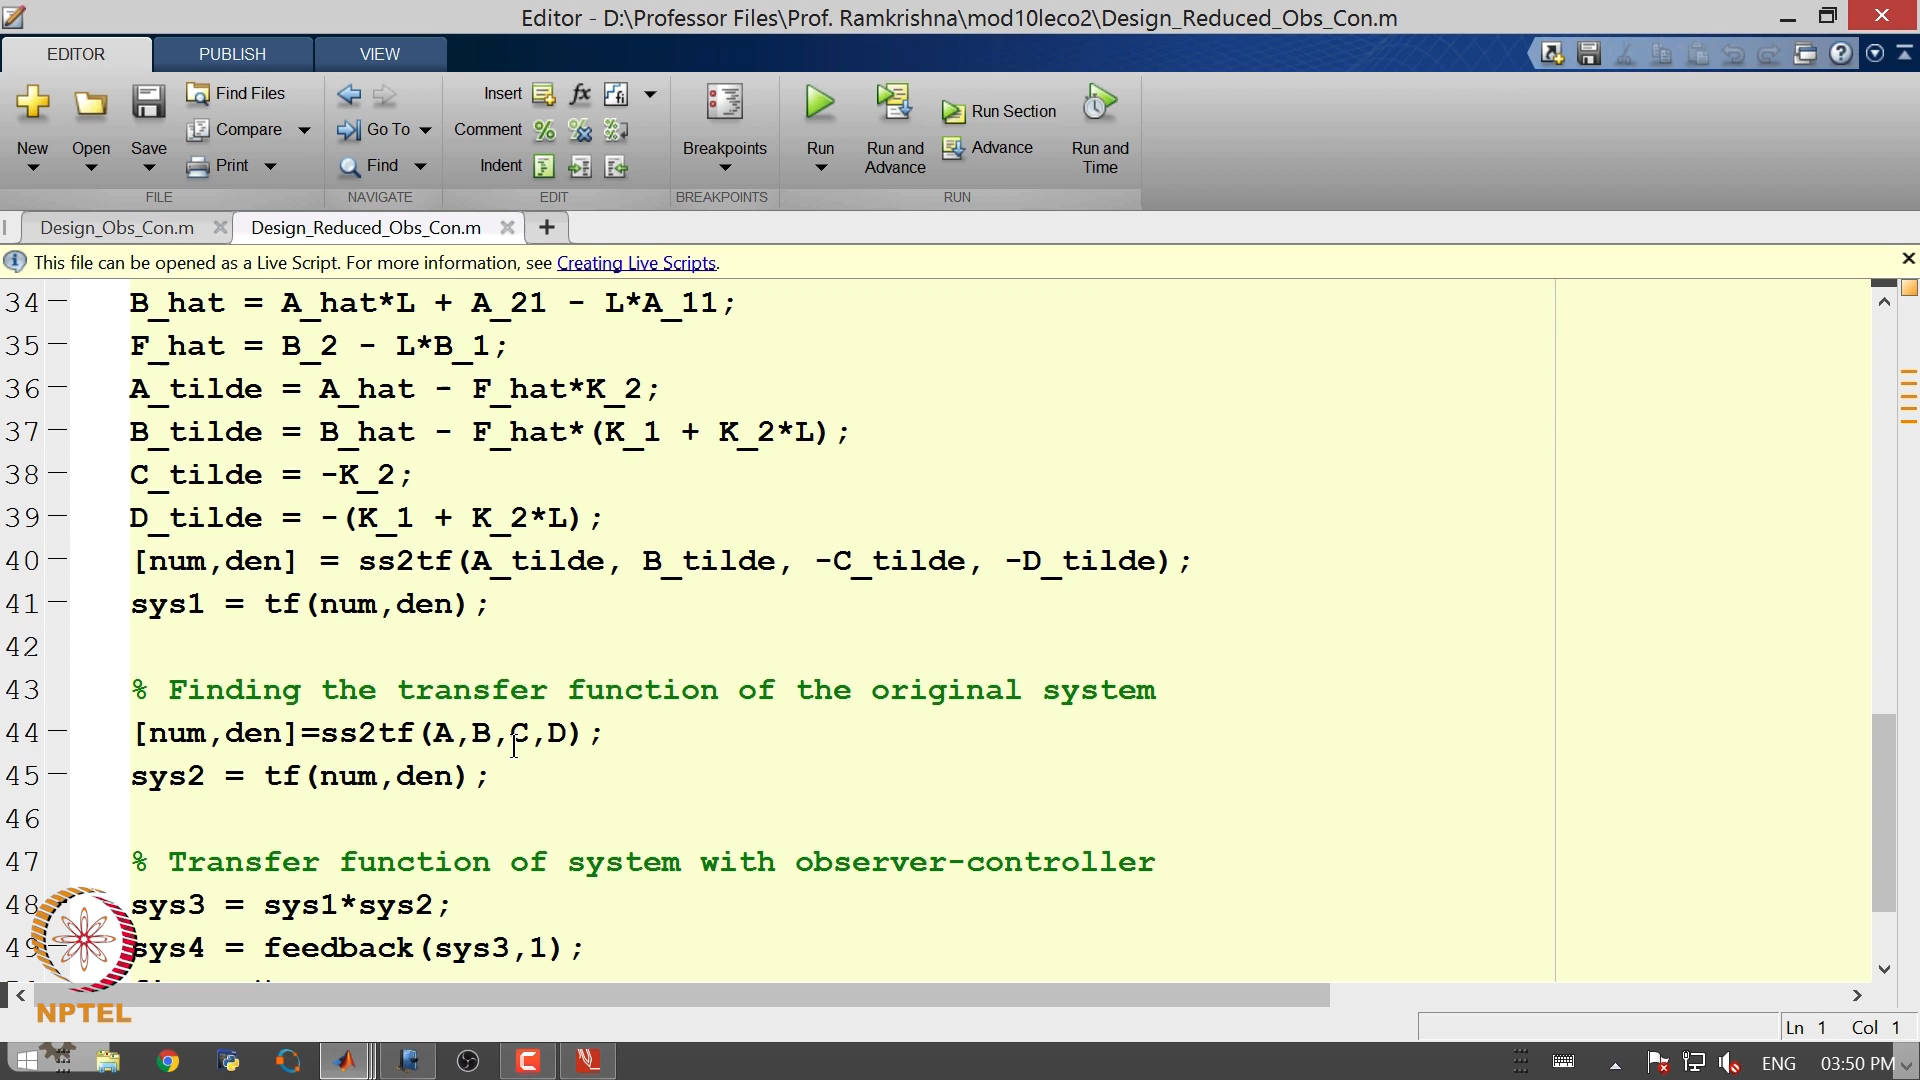 Editor - D:\Professor Files\Prof. Ramkrishna\mod10leco2\Design_Reduced_Obs_Con.m
EDITOR PUBLISH VIEW
New Open Save Find Files Compare Print
FILE
Go To Find
NAVIGATE
Insert fx
Comment
Indent
EDIT
Breakpoints
BREAKPOINTS
Run Run and Advance Run Section Advance Run and Time
RUN
Design_Obs_Con.m Design_Reduced_Obs_Con.m
This file can be opened as a Live Script. For more information, see Creating Live Scripts.
34 B_hat = A_hat*L + A_21 - L*A_11;
35 F_hat = B_2 - L*B_1;
36 A_tilde = A_hat - F_hat*K_2;
37 B_tilde = B_hat - F_hat*(K_1 + K_2*L);
38 C_tilde = -K_2;
39 D_tilde = -(K_1 + K_2*L);
40 [num,den] = ss2tf(A_tilde, B_tilde, -C_tilde, -D_tilde);
41 sys1 = tf(num,den);
42
43 % Finding the transfer function of the original system
44 [num,den]=ss2tf(A,B,C,D);
45 sys2 = tf(num,den);
46
47 % Transfer function of system with observer-controller
48 sys3 = sys1*sys2;
49 sys4 = feedback(sys3,1);
NPTEL
Ln 1 Col 1
ENG 03:50 PM